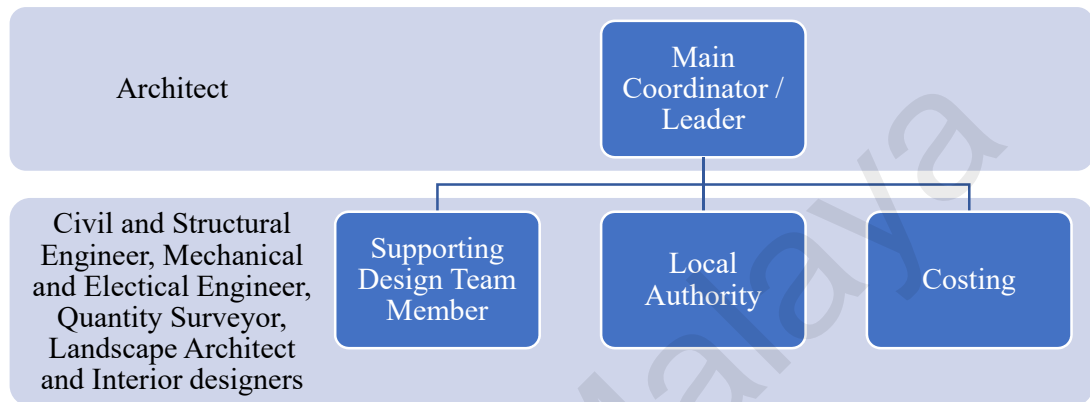 Architect
Main
Coordinator /
Leader
Civil and Structural
Engineer, Mechanical
and Electical Engineer,
Quantity Surveyor,
Landscape Architect
and Interior designers
Supporting
Design Team
Member
Local
Authority
Costing
Malaya